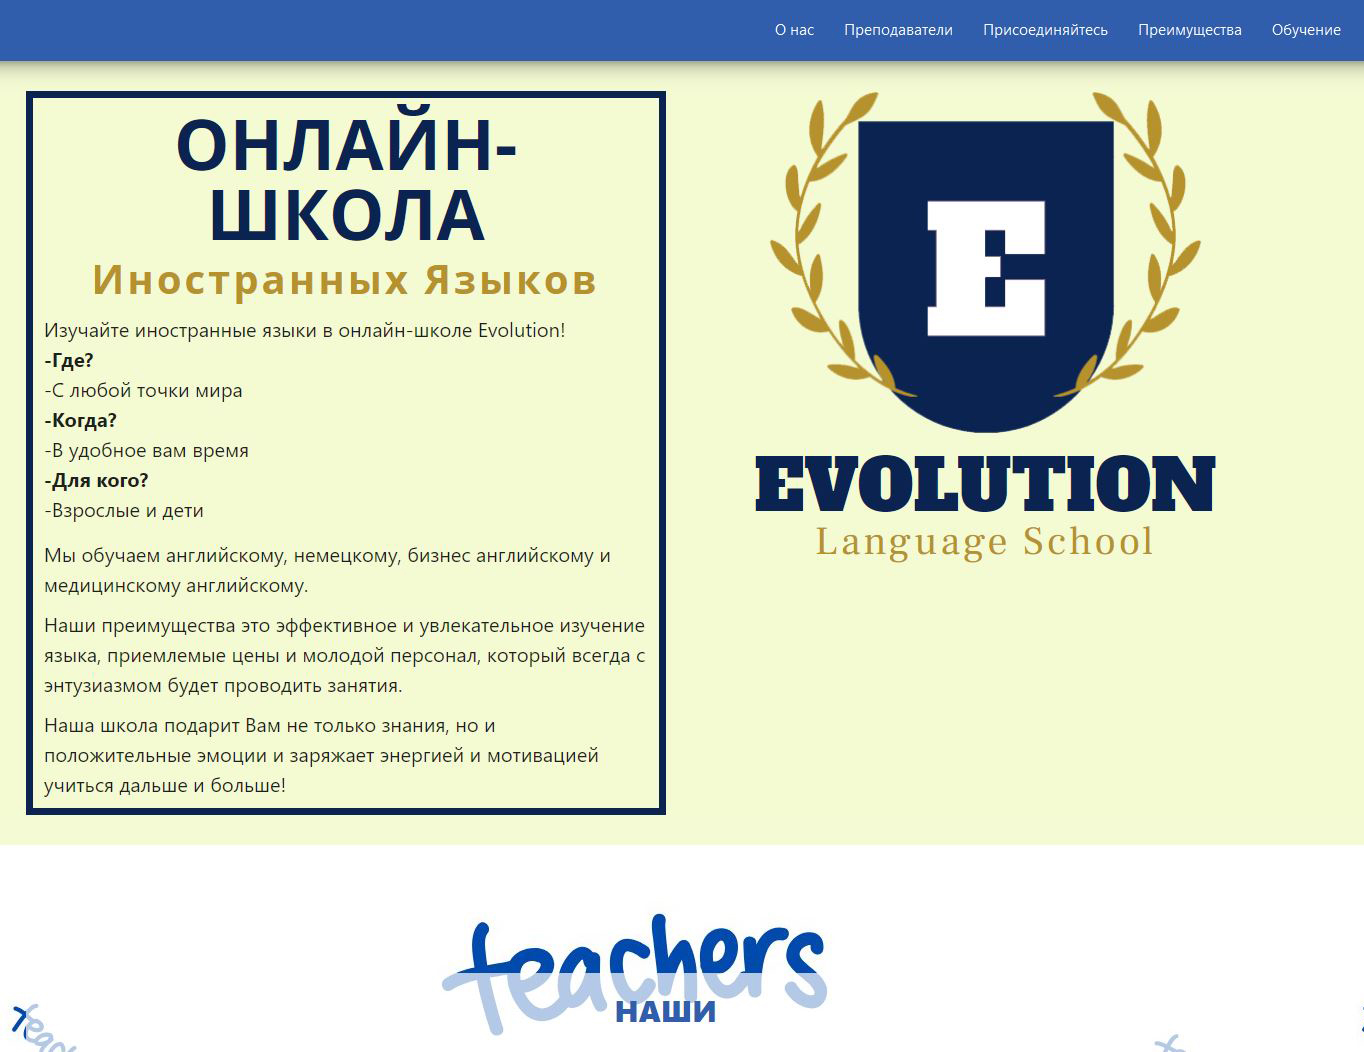 О нас Преподаватели Присоединяйтесь Преимущества Обучение
ОНЛАЙН-
ШКОЛА
Иностранных Языков
Изучайте иностранные языки в онлайн-школе Evolution!
-Где?
-С любой точки мира
-Когда?
-В удобное вам время
-Для кого?
-Взрослые и дети
Мы обучаем английскому, немецкому, бизнес английскому и
медицинскому английскому.
Наши преимущества это эффективное и увлекательное изучение
языка, приемлемые цены и молодой персонал, который всегда с
энтузиазмом будет проводить занятия.
Наша школа подарит Вам не только знания, но и
положительные эмоции и заряжает энергией и мотивацией
учиться дальше и больше!
E
EVOLUTION
Language School
teachers
НАШИ